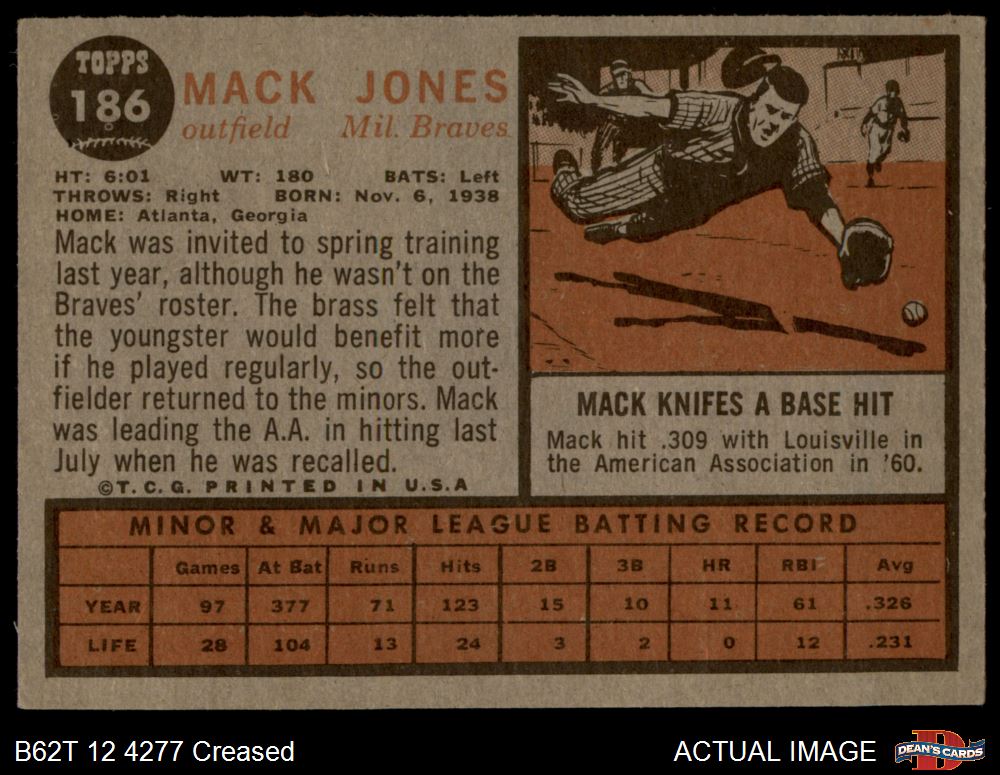 TOPPS
186
MACK JONES
outfield Mil. Braves
HT: 6:01 WT: 180 BATS: Left
THROWS: Right BORN: Nov. 6, 1938
HOME: Atlanta, Georgia
Mack was invited to spring training
last year, although he wasn't on the
Braves' roster. The brass felt that
the youngster would benefit more
if he played regularly, so the out-
fielder returned to the minors. Mack
was leading the A.A. in hitting last
July when he was recalled.
©T.C.G. PRINTED IN U.S.A
MACK KNIFES A BASE HIT
Mack hit .309 with Louisville in
the American Association in '60.
MINOR & MAJOR LEAGUE BATTING RECORD
Games At Bat Runs Hits 2B 3B HR RBI Avg
YEAR 97 377 71 123 15 10 11 61 .326
LIFE 28 104 13 24 3 2 0 12 .231
B62T 12 4277 Creased
ACTUAL IMAGE
DEAN'S CARDS